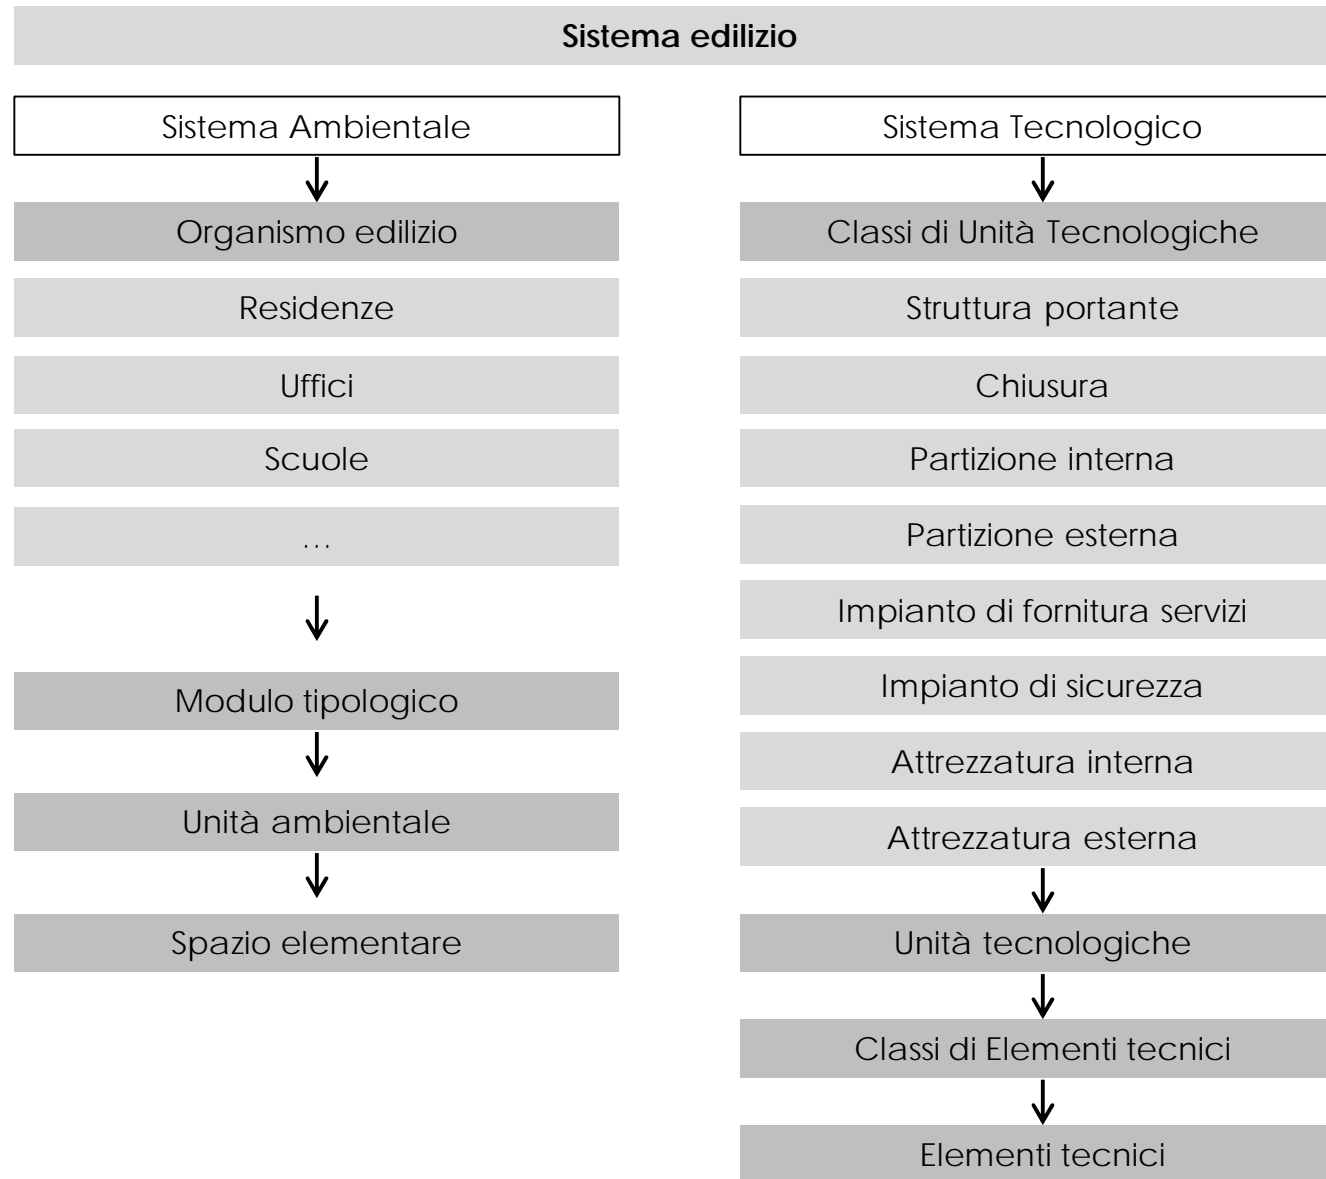 Sistema edilizio
Sistema Ambientale
Organismo edilizio
Residenze
Uffici
Scuole
...
Modulo tipologico
Unità ambientale
Spazio elementare
Sistema Tecnologico
Classi di Unità Tecnologiche
Struttura portante
Chiusura
Partizione interna
Partizione esterna
Impianto di fornitura servizi
Impianto di sicurezza
Attrezzatura interna
Attrezzatura esterna
Unità tecnologiche
Classi di Elementi tecnici
Elementi tecnici